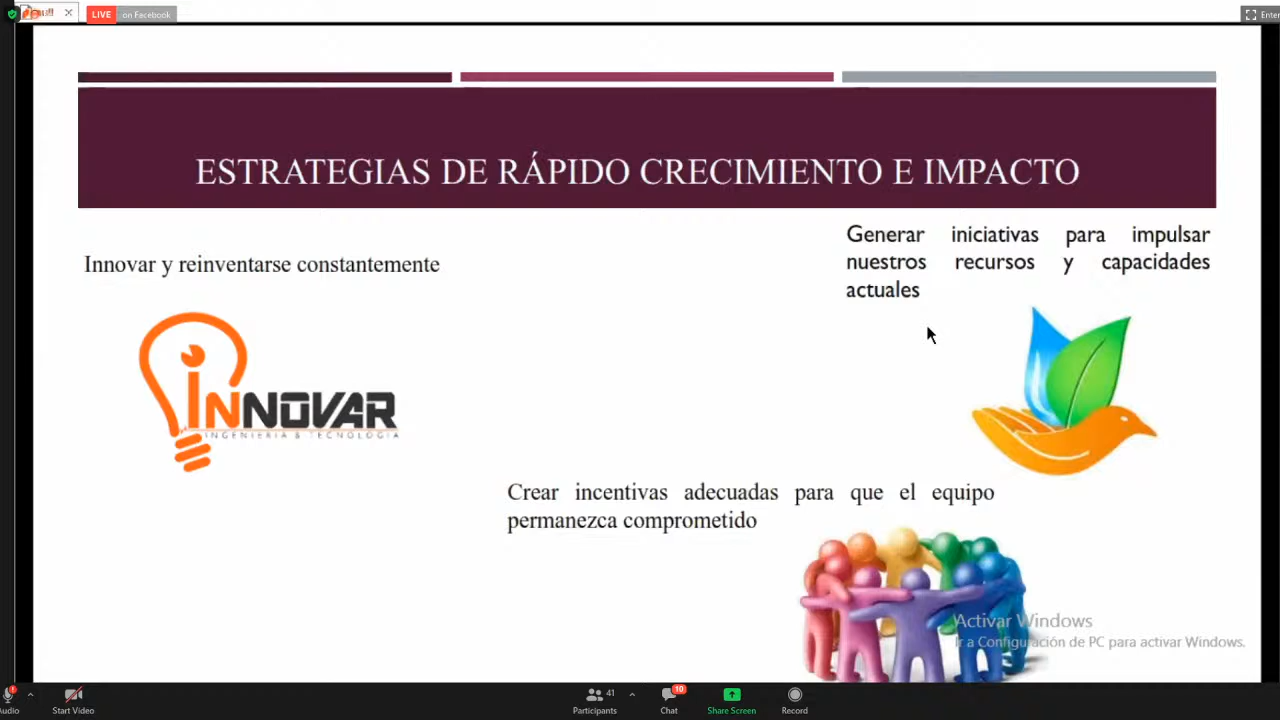 LIVE on Facebook
Enter
ESTRATEGIAS DE RÁPIDO CRECIMIENTO E IMPACTO
Innovar y reinventarse constantemente
Generar iniciativas para impulsar
nuestros recursos y capacidades
actuales
iNNOVAR
INGENIERIA & TECNOLOGIA
Crear incentivas adecuadas para que el equipo
permanezca comprometido
Activar Windows
Ir a Configuración de PC para activar Windows.
Audio
Start Video
Participants
41
Chat
10
Share Screen
Record